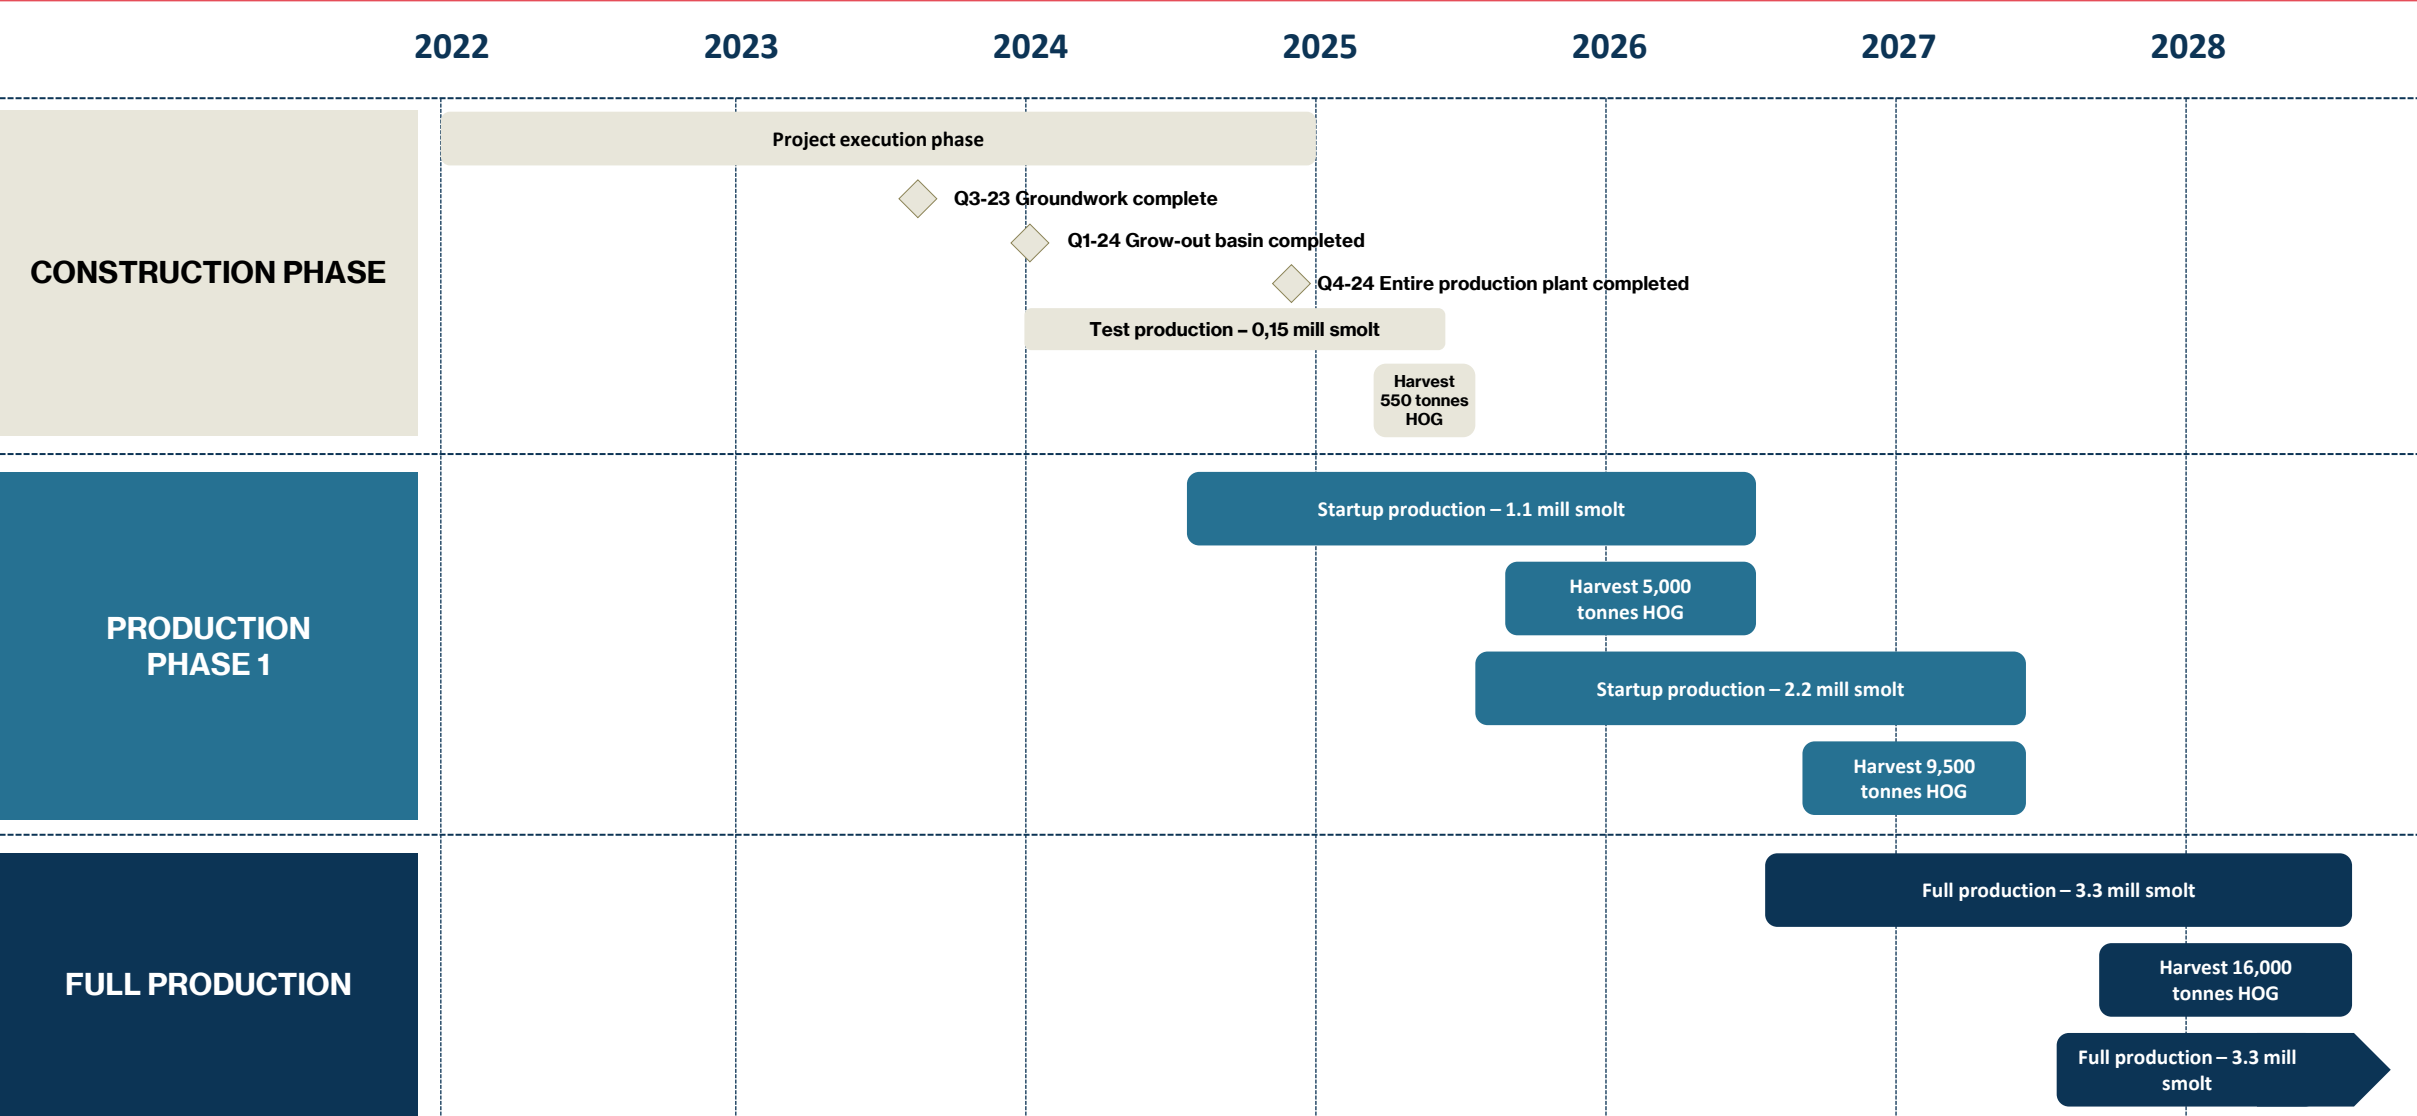 2022 2023 2024 2025 2026 2027 2028
CONSTRUCTION PHASE
Project execution phase
Q3-23 Groundwork complete
Q1-24 Grow-out basin completed
Q4-24 Entire production plant completed
Test production – 0,15 mill smolt
Harvest
550 tonnes
HOG
PRODUCTION
PHASE 1
Startup production – 1.1 mill smolt
Harvest 5,000
tonnes HOG
Startup production – 2.2 mill smolt
Harvest 9,500
tonnes HOG
FULL PRODUCTION
Full production – 3.3 mill smolt
Harvest 16,000
tonnes HOG
Full production – 3.3 mill
smolt